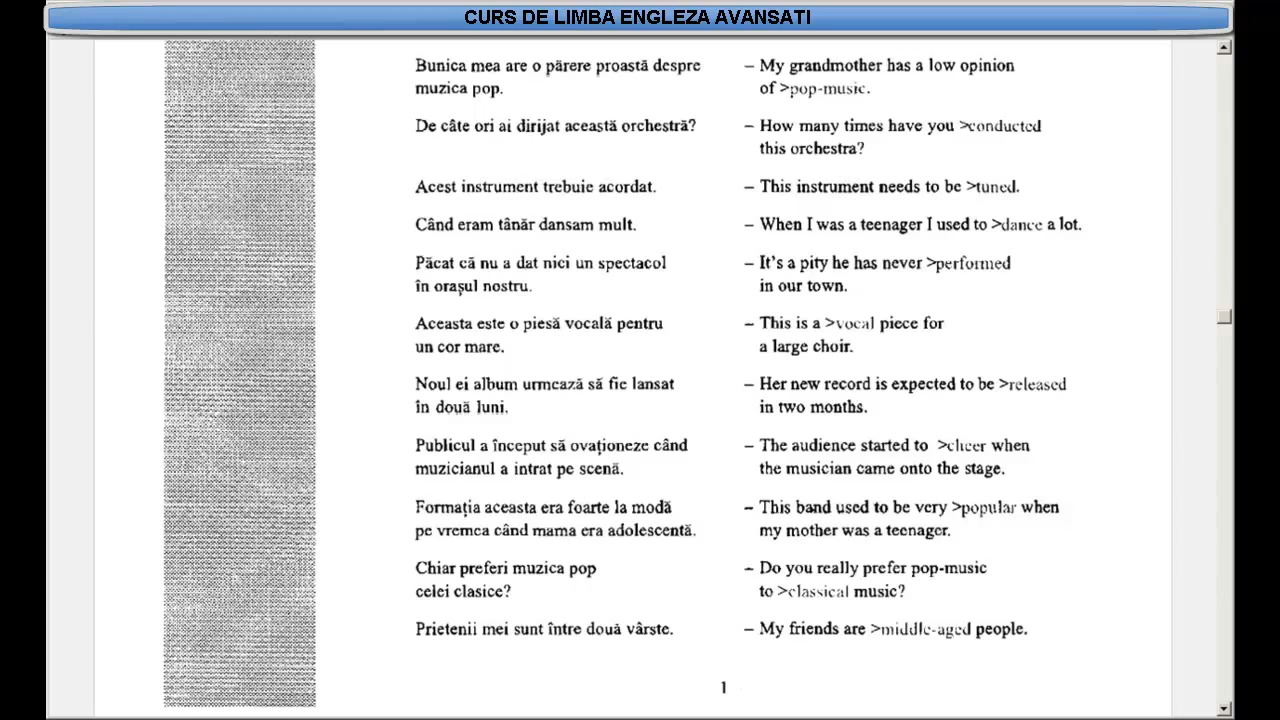 CURS DE LIMBA ENGLEZA AVANSATI
Bunica mea are o părere proastă despre
muzica pop.
– My grandmother has a low opinion
of >pop-music.
De câte ori ai dirijat această orchestră?
– How many times have you >conducted
this orchestra?
Acest instrument trebuie acordat.
– This instrument needs to be >tuned.
Când eram tânăr dansam mult.
– When I was a teenager I used to >dance a lot.
Păcat că nu a dat nici un spectacol
în orașul nostru.
– It's a pity he has never >performed
in our town.
Aceasta este o piesă vocală pentru
un cor mare.
– This is a >vocal piece for
a large choir.
Noul ei album urmează să fie lansat
în două luni.
– Her new record is expected to be >released
in two months.
Publicul a început să ovaționeze când
muzicianul a intrat pe scenă.
– The audience started to >cheer when
the musician came onto the stage.
Formația aceasta era foarte la modă
pe vremea când mama era adolescentă.
– This band used to be very >popular when
my mother was a teenager.
Chiar preferi muzica pop
celei clasice?
– Do you really prefer pop-music
to >classical music?
Prietenii mei sunt între două vârste.
– My friends are >middle-aged people.
1